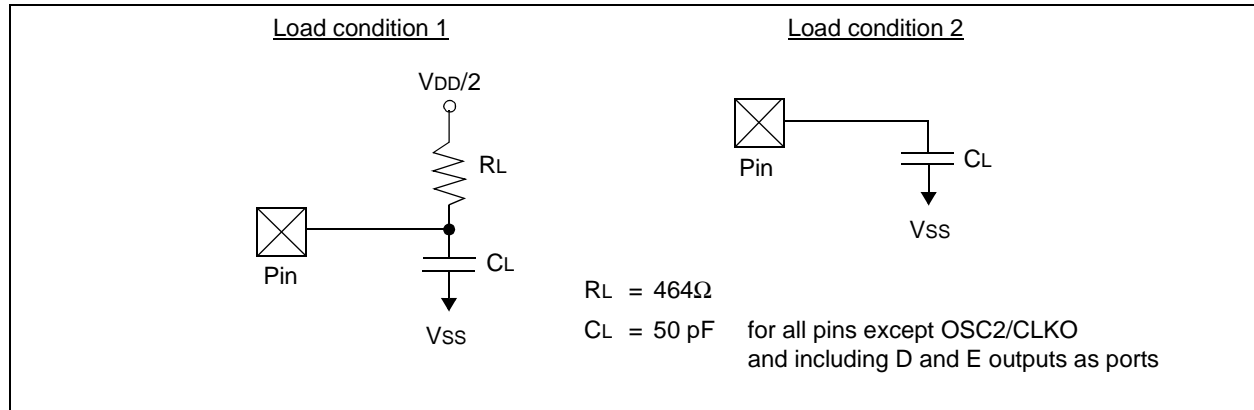 Load condition 1
VDD/2
RL
Pin
CL
VSS
Load condition 2
Pin
CL
VSS
RL = 464Ω
CL = 50 pF for all pins except OSC2/CLKO
and including D and E outputs as ports